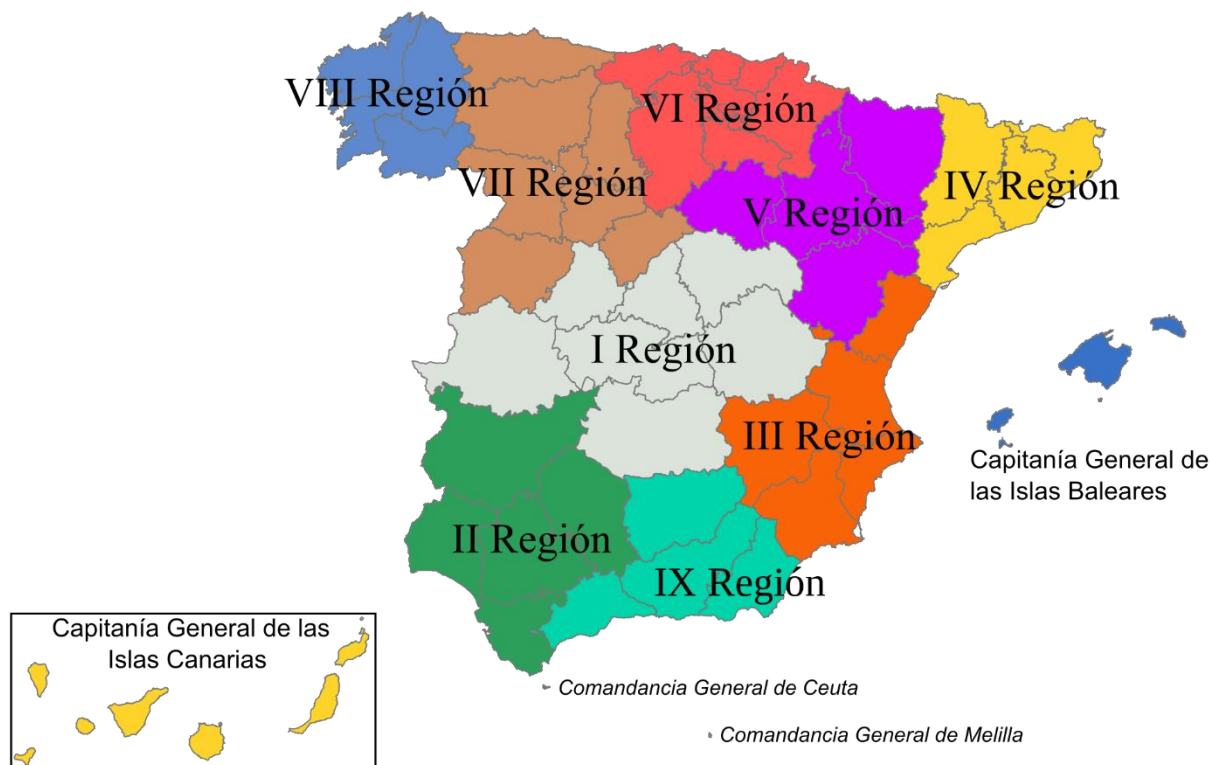 VIII Región
VI Región
VII Región
V Región
IV Región
I Región
III Región
Capitanía General de
las Islas Baleares
II Región
IX Región
Capitanía General de las
Islas Canarias
Comandancia General de Ceuta
Comandancia General de Melilla